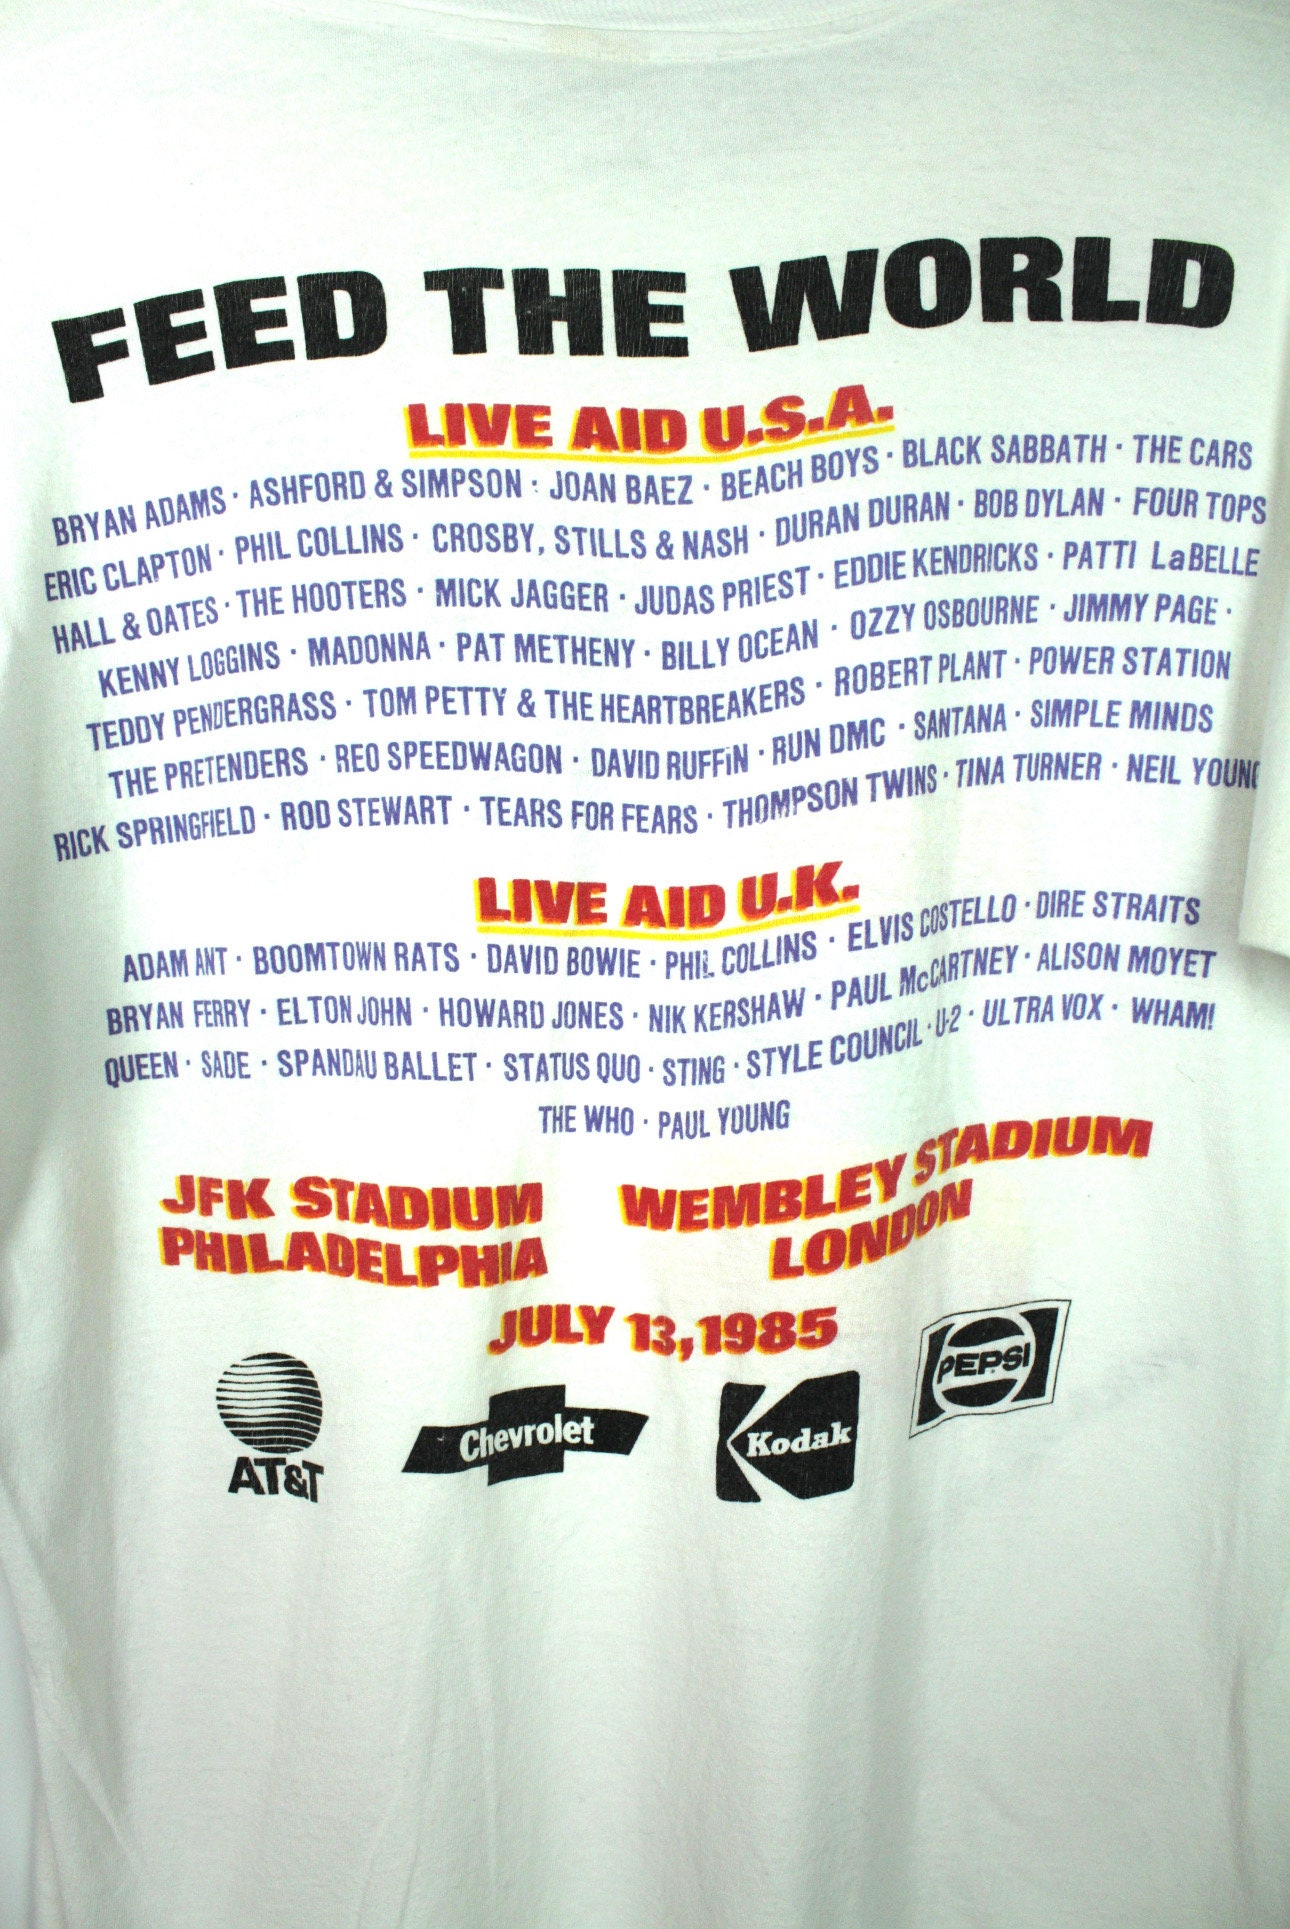 FEED THE WORLD
LIVE AID U.S.A.
BRYAN ADAMS · ASHFORD & SIMPSON · JOAN BAEZ · BEACH BOYS · BLACK SABBATH · THE CARS
ERIC CLAPTON · PHIL COLLINS · CROSBY, STILLS & NASH · DURAN DURAN · BOB DYLAN · FOUR TOPS
HALL & OATES · THE HOOTERS · MICK JAGGER · JUDAS PRIEST · EDDIE KENDRICKS · PATTI LaBELLE
KENNY LOGGINS · MADONNA · PAT METHENY · BILLY OCEAN · OZZY OSBOURNE · JIMMY PAGE ·
TEDDY PENDERGRASS · TOM PETTY & THE HEARTBREAKERS · ROBERT PLANT · POWER STATION
THE PRETENDERS · REO SPEEDWAGON · DAVID RUFFiN · RUN DMC · SANTANA · SIMPLE MINDS
RICK SPRINGFIELD · ROD STEWART · TEARS FOR FEARS · THOMPSON TWINS · TINA TURNER · NEIL YOUNG
LIVE AID U.K.
ADAM ANT · BOOMTOWN RATS · DAVID BOWIE · PHIL COLLINS · ELVIS COSTELLO · DIRE STRAITS
BRYAN FERRY · ELTON JOHN · HOWARD JONES · NIK KERSHAW · PAUL McCARTNEY · ALISON MOYET
QUEEN · SADE · SPANDAU BALLET · STATUS QUO · STING · STYLE COUNCIL · U-2 · ULTRA VOX · WHAM!
THE WHO · PAUL YOUNG
JFK STADIUM
PHILADELPHIA
WEMBLEY STADIUM
LONDON
JULY 13, 1985
AT&T
Chevrolet
Kodak
PEPSI